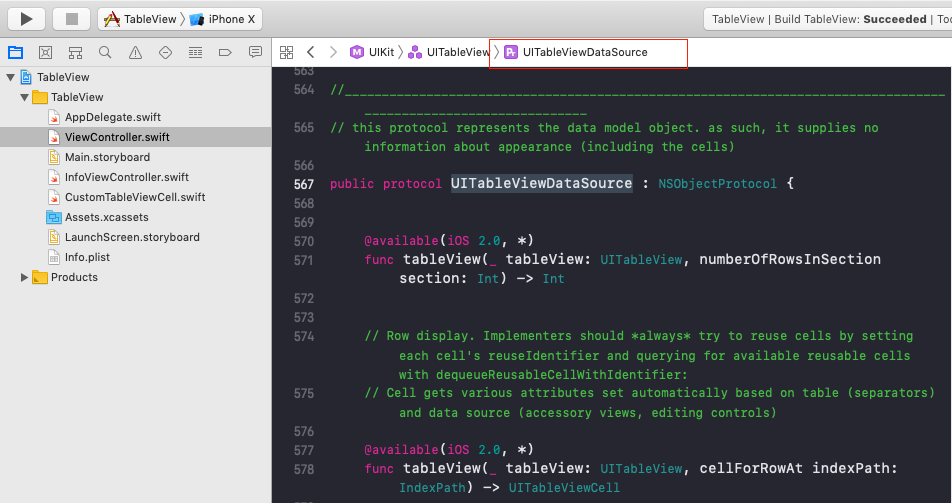 TableView iPhone X
TableView | Build TableView: Succeeded | Too
UIKit UITableView UITableViewDataSource
TableView
TableView
AppDelegate.swift
ViewController.swift
Main.storyboard
InfoViewController.swift
CustomTableViewCell.swift
Assets.xcassets
LaunchScreen.storyboard
Info.plist
Products
563
564 //
565 // this protocol represents the data model object. as such, it supplies no
information about appearance (including the cells)
566
567 public protocol UITableViewDataSource : NSObjectProtocol {
568
569
570 @available(iOS 2.0, *)
571 func tableView(_ tableView: UITableView, numberOfRowsInSection
section: Int) -> Int
572
573
574 // Row display. Implementers should *always* try to reuse cells by setting
each cell's reuseIdentifier and querying for available reusable cells
with dequeueReusableCellWithIdentifier:
575 // Cell gets various attributes set automatically based on table (separators)
and data source (accessory views, editing controls)
576
577 @available(iOS 2.0, *)
578 func tableView(_ tableView: UITableView, cellForRowAt indexPath:
IndexPath) -> UITableViewCell